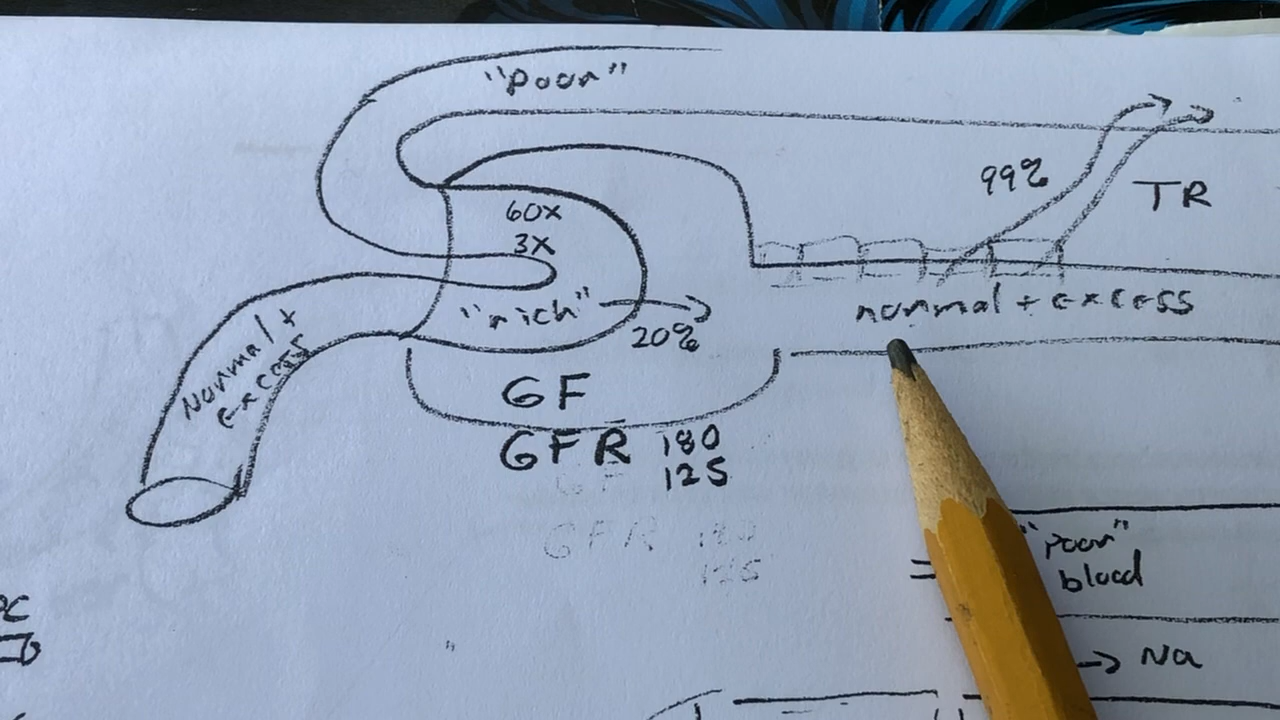 "Poor"
99%
TR
60x
3x
"rich"
20%
normal + excess
Normal +
excess
GF
GFR 180
125
GFR 180
125
= "Poor"
blood
→ Na